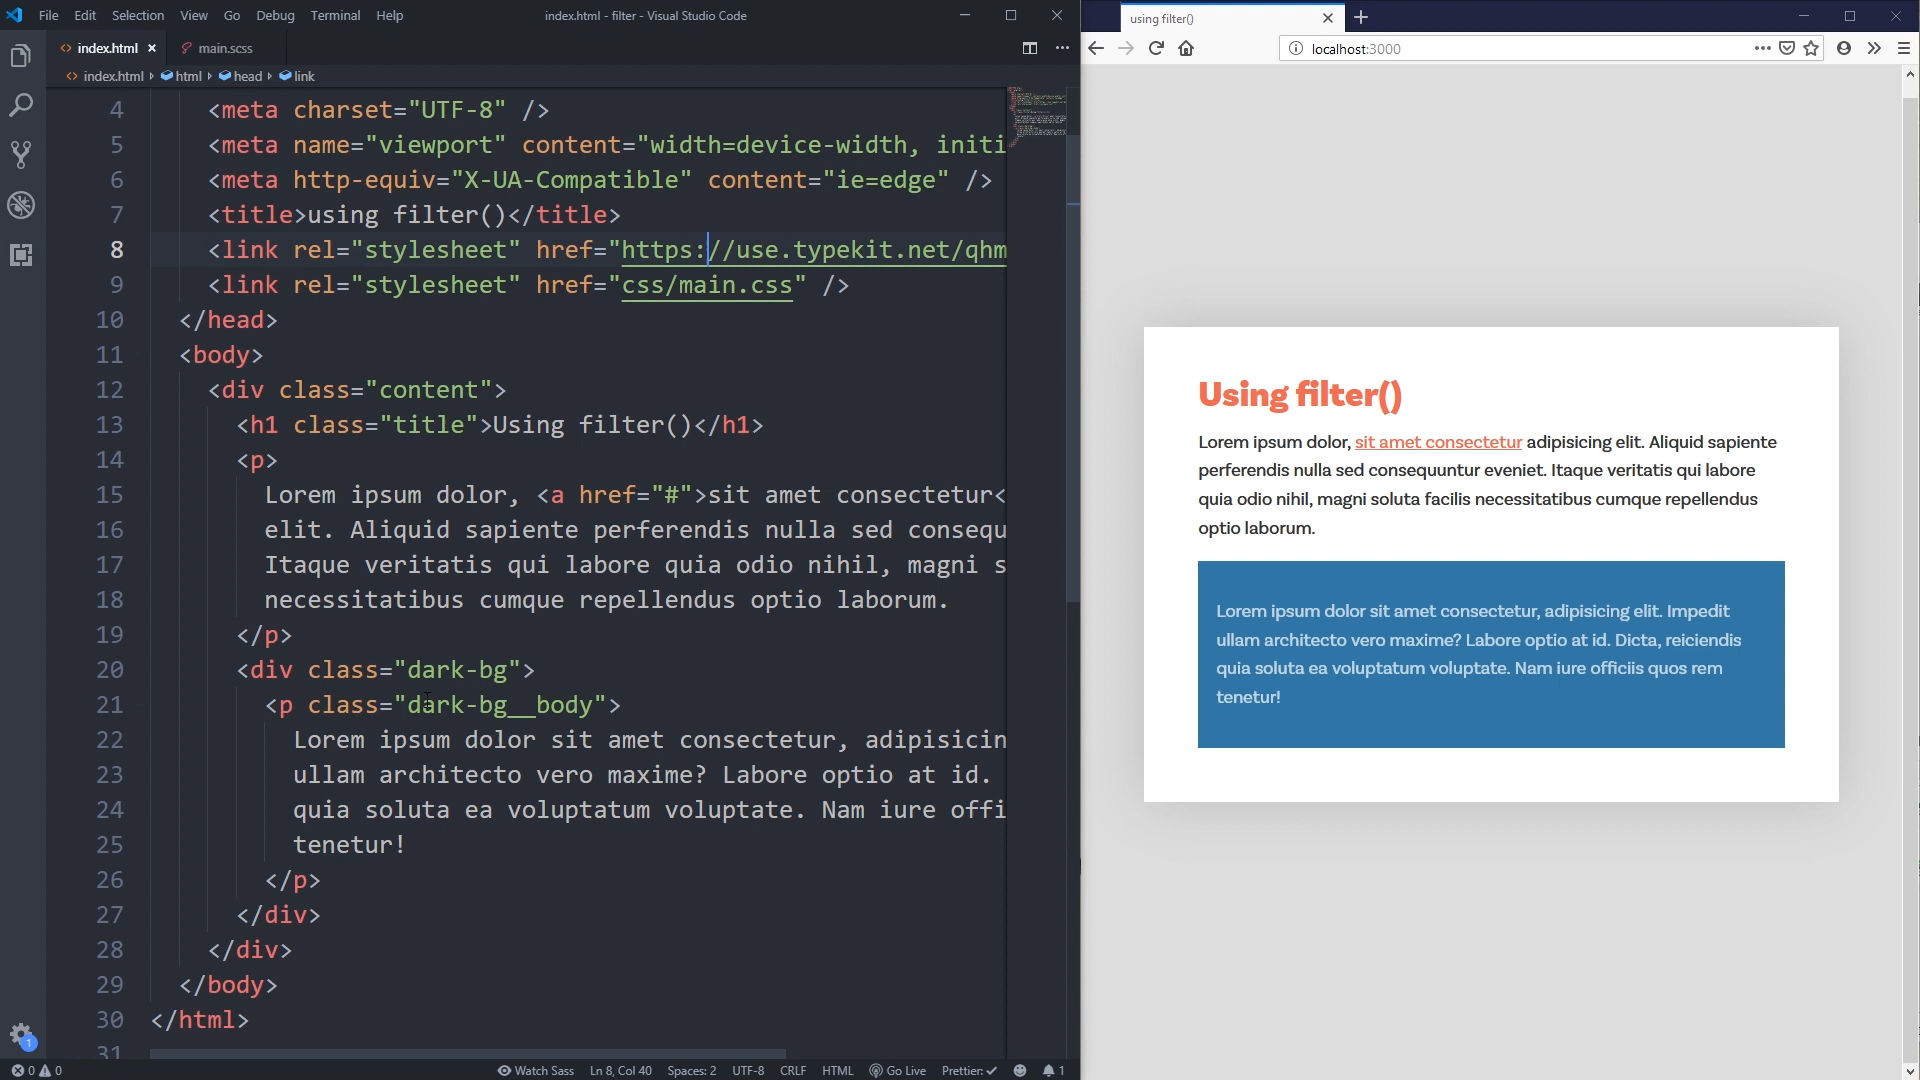 File Edit Selection View Go Debug Terminal Help
index.html - filter - Visual Studio Code
index.html main.scss
index.html html head link
4 <meta charset="UTF-8" />
5 <meta name="viewport" content="width=device-width, initi
6 <meta http-equiv="X-UA-Compatible" content="ie=edge" />
7 <title>using filter()</title>
8 <link rel="stylesheet" href="https://use.typekit.net/qhm
9 <link rel="stylesheet" href="css/main.css" />
10 </head>
11 <body>
12 <div class="content">
13 <h1 class="title">Using filter()</h1>
14 <p>
15 Lorem ipsum dolor, <a href="#">sit amet consectetur<
16 elit. Aliquid sapiente perferendis nulla sed consequ
17 Itaque veritatis qui labore quia odio nihil, magni s
18 necessitatibus cumque repellendus optio laborum.
19 </p>
20 <div class="dark-bg">
21 <p class="dark-bg__body">
22 Lorem ipsum dolor sit amet consectetur, adipisicin
23 ullam architecto vero maxime? Labore optio at id.
24 quia soluta ea voluptatum voluptate. Nam iure offi
25 tenetur!
26 </p>
27 </div>
28 </div>
29 </body>
30 </html>
31
1
0 0
Watch Sass Ln 8, Col 40 Spaces: 2 UTF-8 CRLF HTML Go Live Prettier: ✓ 1
using filter()
localhost:3000
Using filter()
Lorem ipsum dolor, sit amet consectetur adipisicing elit. Aliquid sapiente
perferendis nulla sed consequuntur eveniet. Itaque veritatis qui labore
quia odio nihil, magni soluta facilis necessitatibus cumque repellendus
optio laborum.
Lorem ipsum dolor sit amet consectetur, adipisicing elit. Impedit
ullam architecto vero maxime? Labore optio at id. Dicta, reiciendis
quia soluta ea voluptatum voluptate. Nam iure officiis quos rem
tenetur!